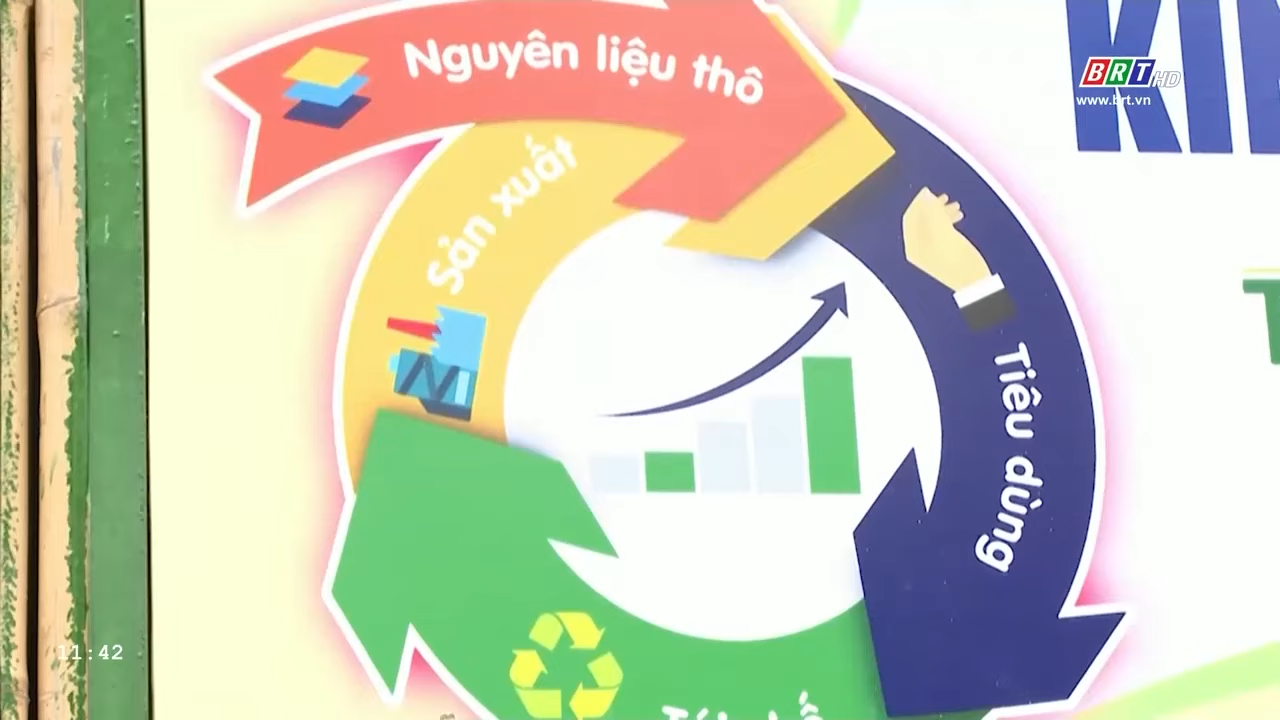 Nguyên liệu thô
BRT HD
www.brt.vn
Sản xuất
Tiêu dùng
11:42